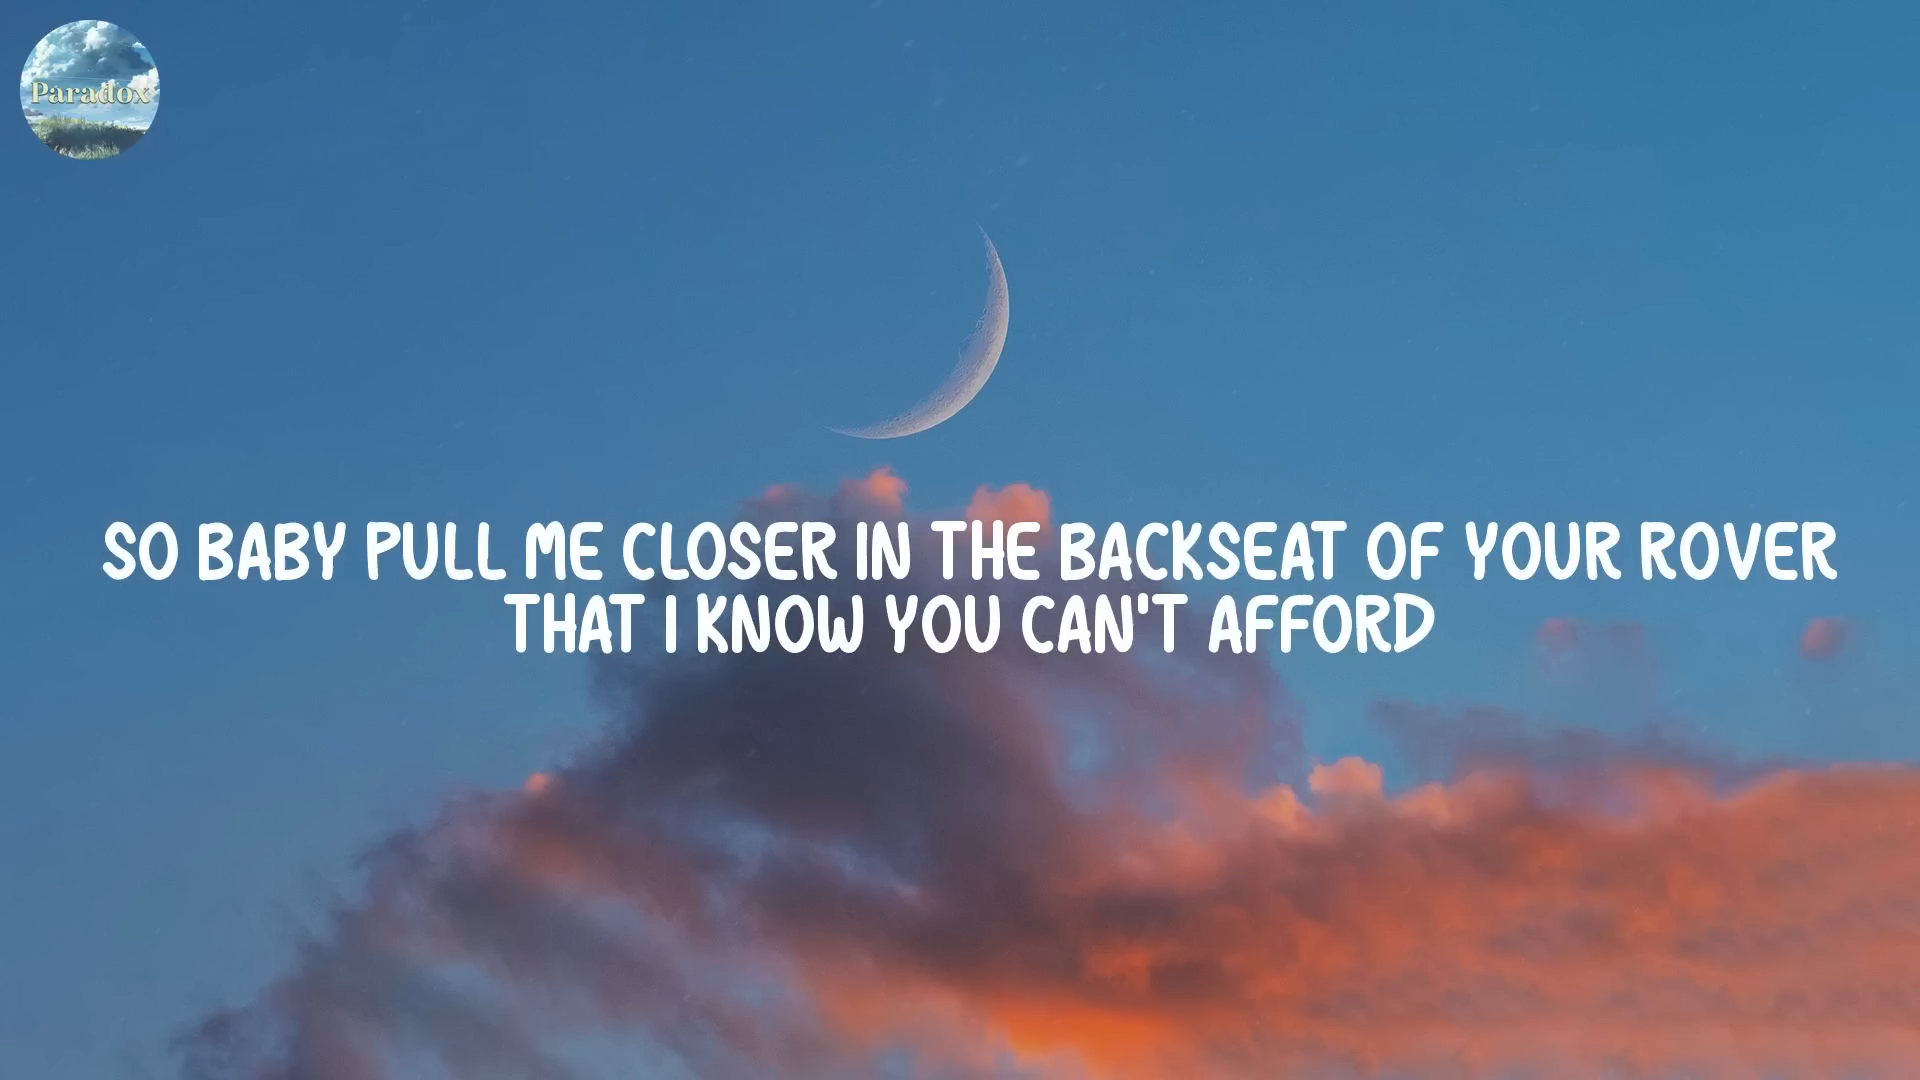 Paradox
SO BABY PULL ME CLOSER IN THE BACKSEAT OF YOUR ROVER
THAT I KNOW YOU CAN'T AFFORD